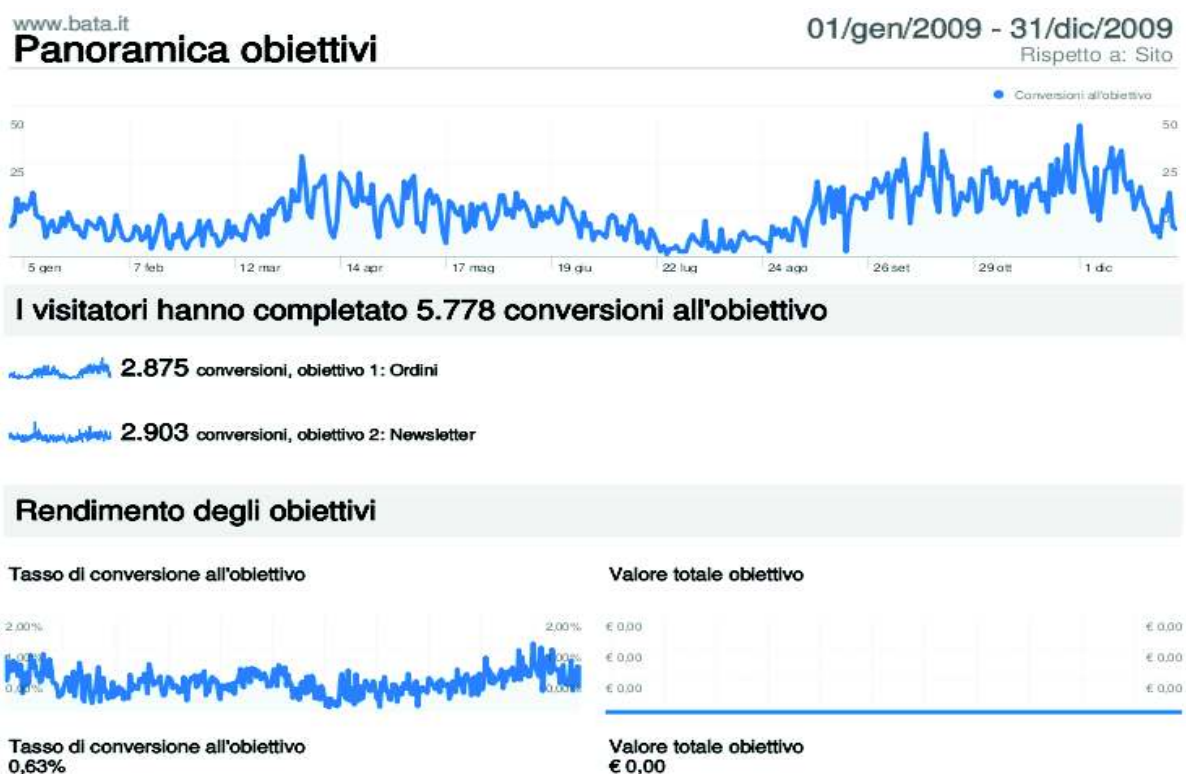 www.bata.it
Panoramica obiettivi
01/gen/2009 - 31/dic/2009
Rispetto a: Sito
Conversioni all'obiettivo
50 50
25 25
5 gen 7 feb 12 mar 14 apr 17 mag 19 giu 22 lug 24 ago 26 set 29 ott 1 dic
I visitatori hanno completato 5.778 conversioni all'obiettivo
2.875 conversioni, obiettivo 1: Ordini
2.903 conversioni, obiettivo 2: Newsletter
Rendimento degli obiettivi
Tasso di conversione all'obiettivo Valore totale obiettivo
2,00% 2,00% € 0,00 € 0,00
€ 0,00 € 0,00
€ 0,00 € 0,00
Tasso di conversione all'obiettivo
0,63%
Valore totale obiettivo
€ 0,00